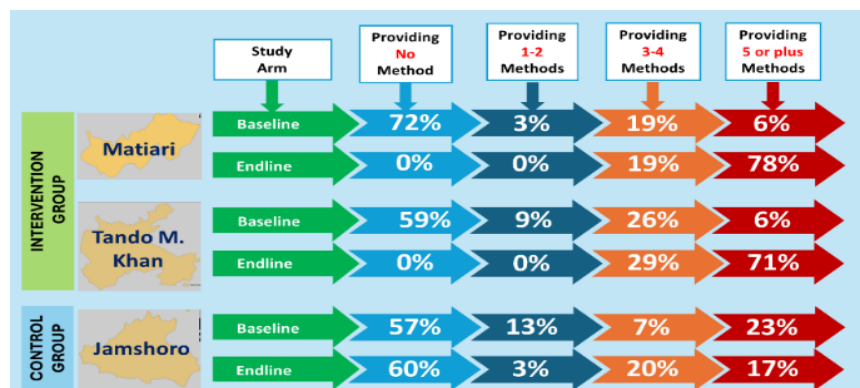 Study
Arm
Providing
No
Method
Providing
1-2
Methods
Providing
3-4
Methods
Providing
5 or plus
Methods
INTERVENTION
GROUP
Matiari
Baseline
72%
3%
19%
6%
Endline
0%
0%
19%
78%
Tando M.
Khan
Baseline
59%
9%
26%
6%
Endline
0%
0%
29%
71%
CONTROL
GROUP
Jamshoro
Baseline
57%
13%
7%
23%
Endline
60%
3%
20%
17%